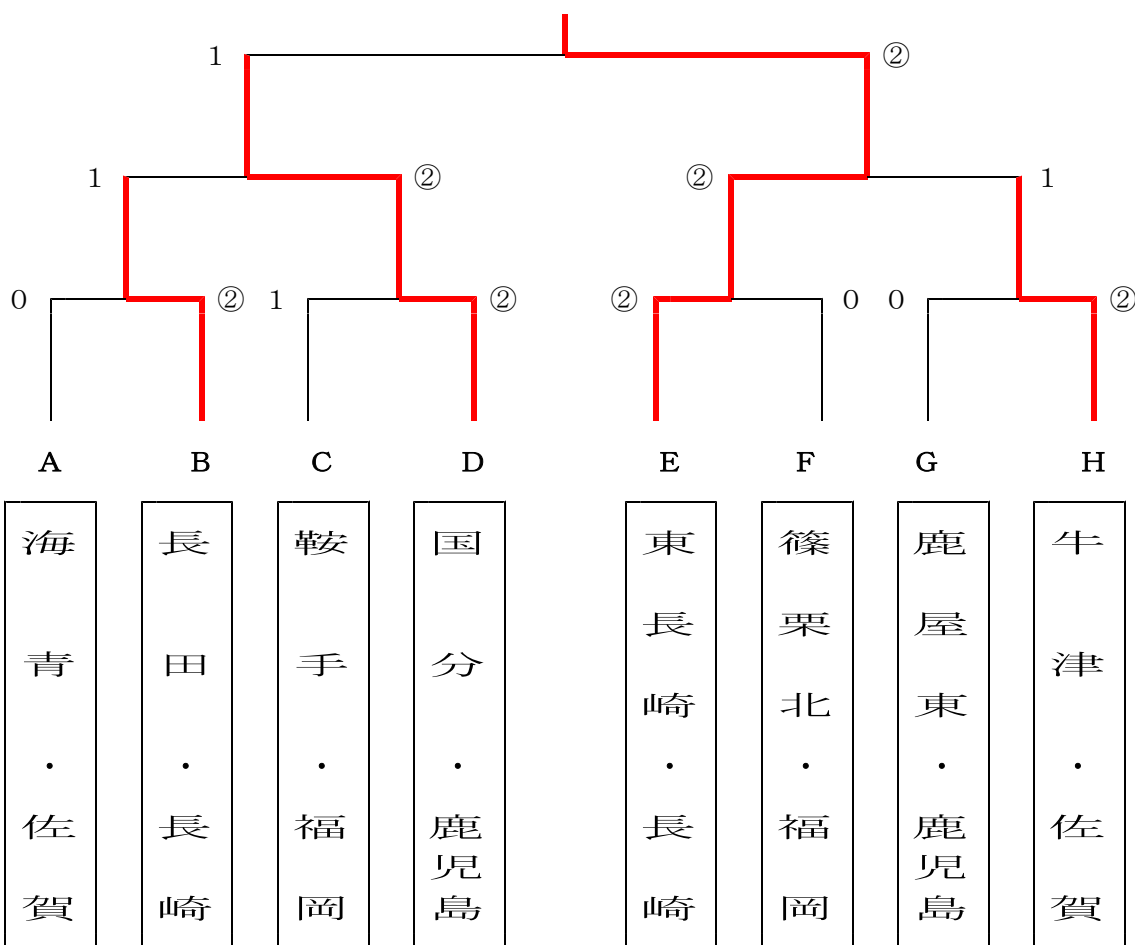 1 ②
1 ② ② 1
0 ② 1 ② ② 0 0 ②
A B C D E F G H
海青・佐賀
長田・長崎
鞍手・福岡
国分・鹿児島
東長崎・長崎
篠栗北・福岡
鹿屋東・鹿児島
牛津・佐賀